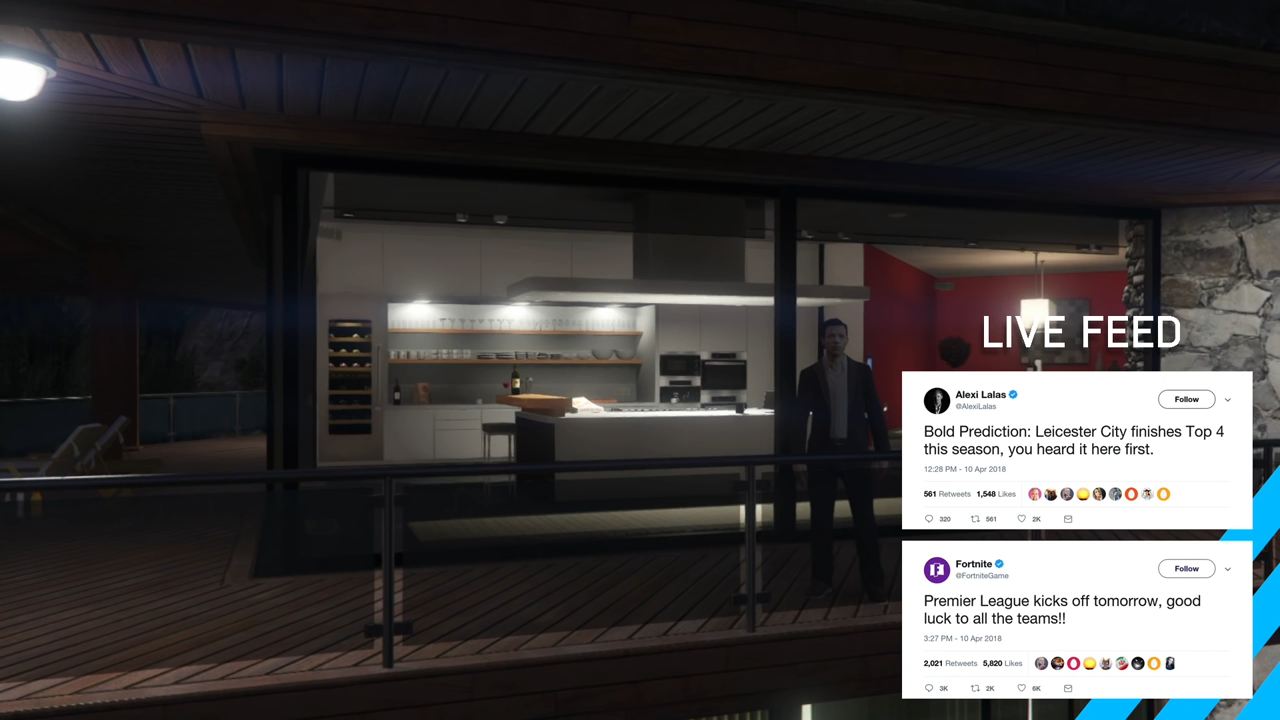 LIVE FEED
Alexi Lalas
@AlexiLalas
Follow
Bold Prediction: Leicester City finishes Top 4
this season, you heard it here first.
12:28 PM - 10 Apr 2018
561 Retweets 1,548 Likes
320 561 2K
Fortnite
@FortniteGame
Follow
Premier League kicks off tomorrow, good
luck to all the teams!!
3:27 PM - 10 Apr 2018
2,021 Retweets 5,820 Likes
3K 2K 6K